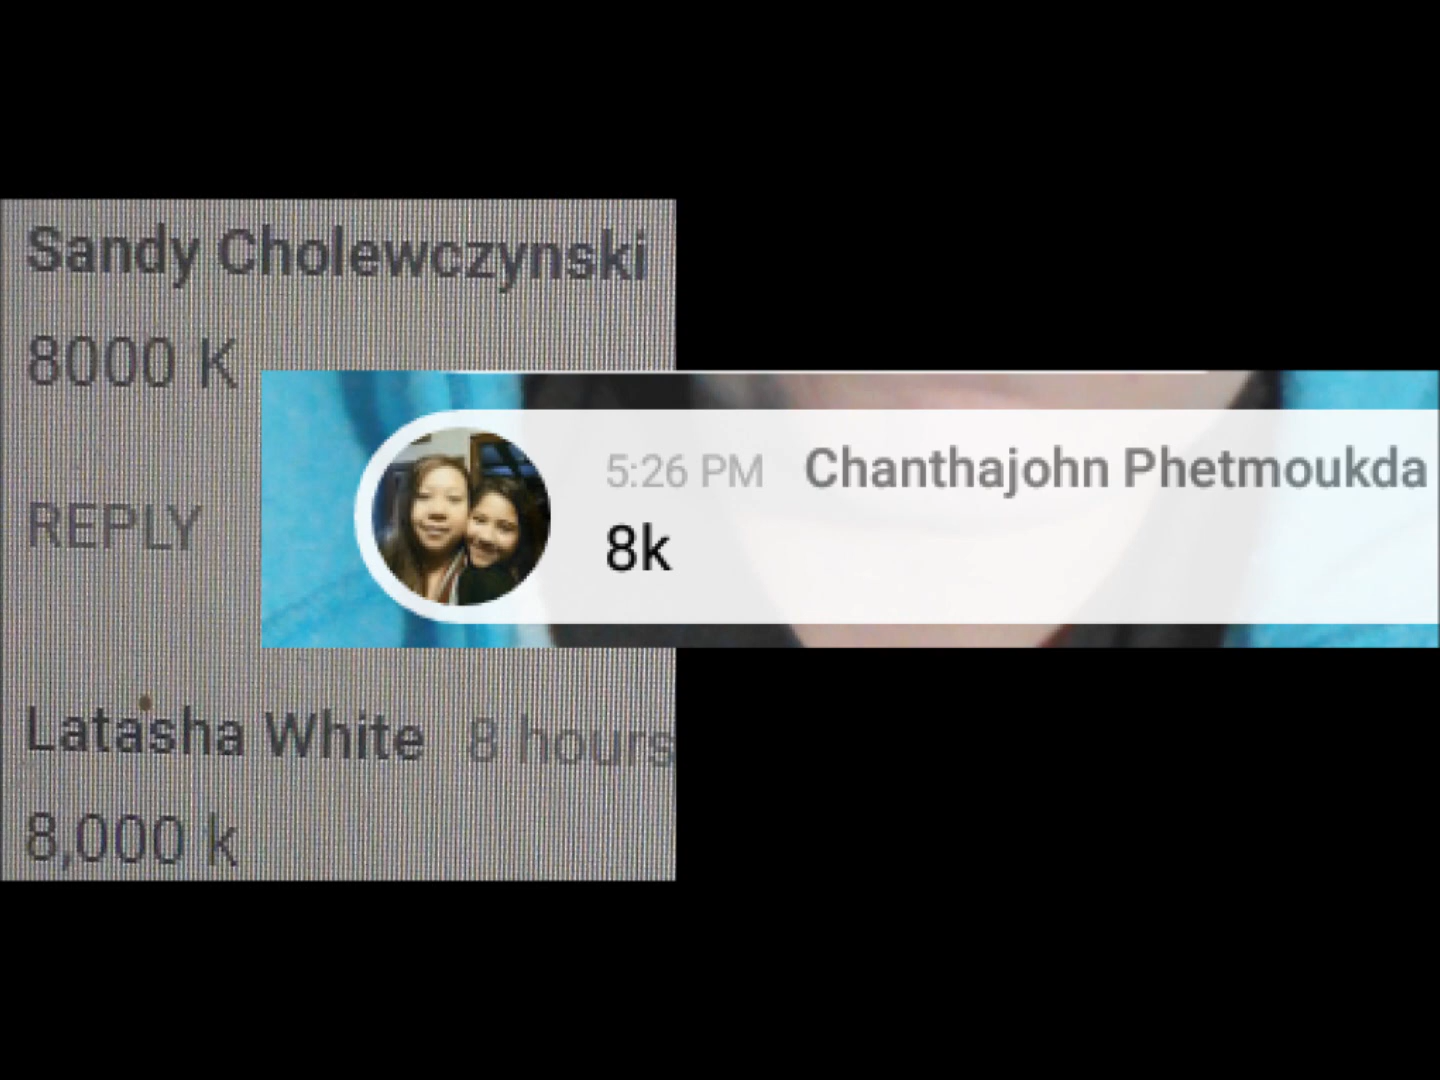 Sandy Cholewczynski
8000 K
REPLY
5:26 PM Chanthajohn Phetmoukda
8k
Latasha White 8 hours
8,000 k